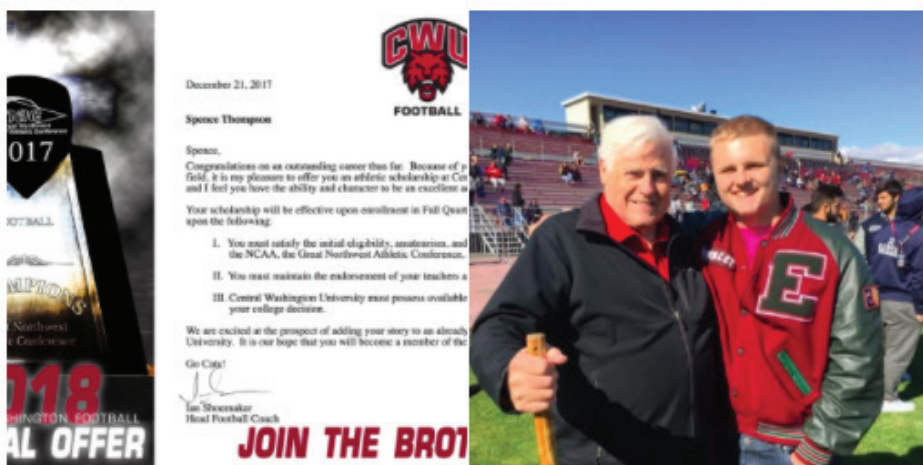 2017
FOOTBALL
CHAMPIONS
Northwest
Conference
2018
WASHINGTON FOOTBALL
AL OFFER
CWU
FOOTBALL
December 21, 2017
Spence Thompson
Spence,
Congratulations on an outstanding career thus far. Because of p
field, it is my pleasure to offer you an athletic scholarship at Cen
and I feel you have the ability and character to be an excellent a
Your scholarship will be effective upon enrollment in Fall Quart
upon the following:
I. You must satisfy the initial eligibility, amateurism, and
the NCAA, the Great Northwest Athletic Conference,
II. You must maintain the endorsement of your teachers a
III. Central Washington University must possess available
your college decision.
We are excited at the prospect of adding your story to an already
University. It is our hope that you will become a member of the
Go Cats!
Ian Shoemaker
Head Football Coach
JOIN THE BROT
E